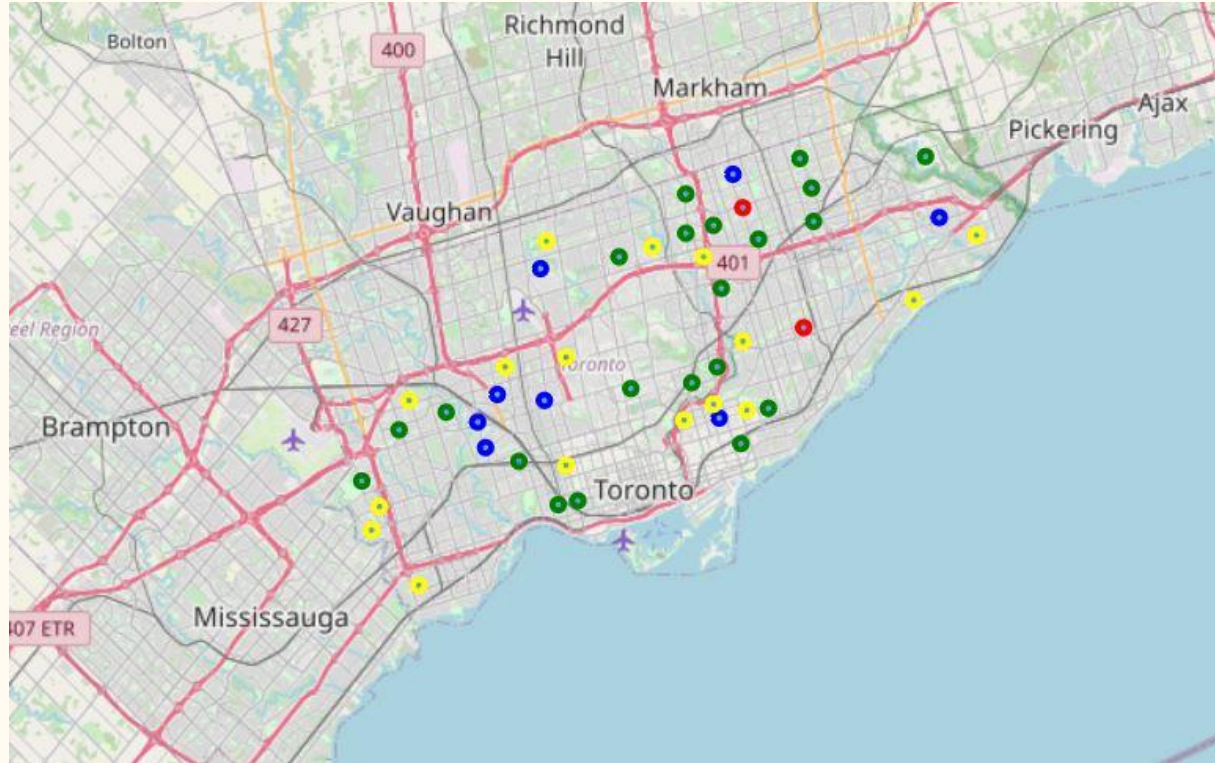 Bolton
Richmond
Hill
400
Markham
Ajax
Pickering
Vaughan
401
427
eel Region
Toronto
Brampton
Toronto
Mississauga
407 ETR